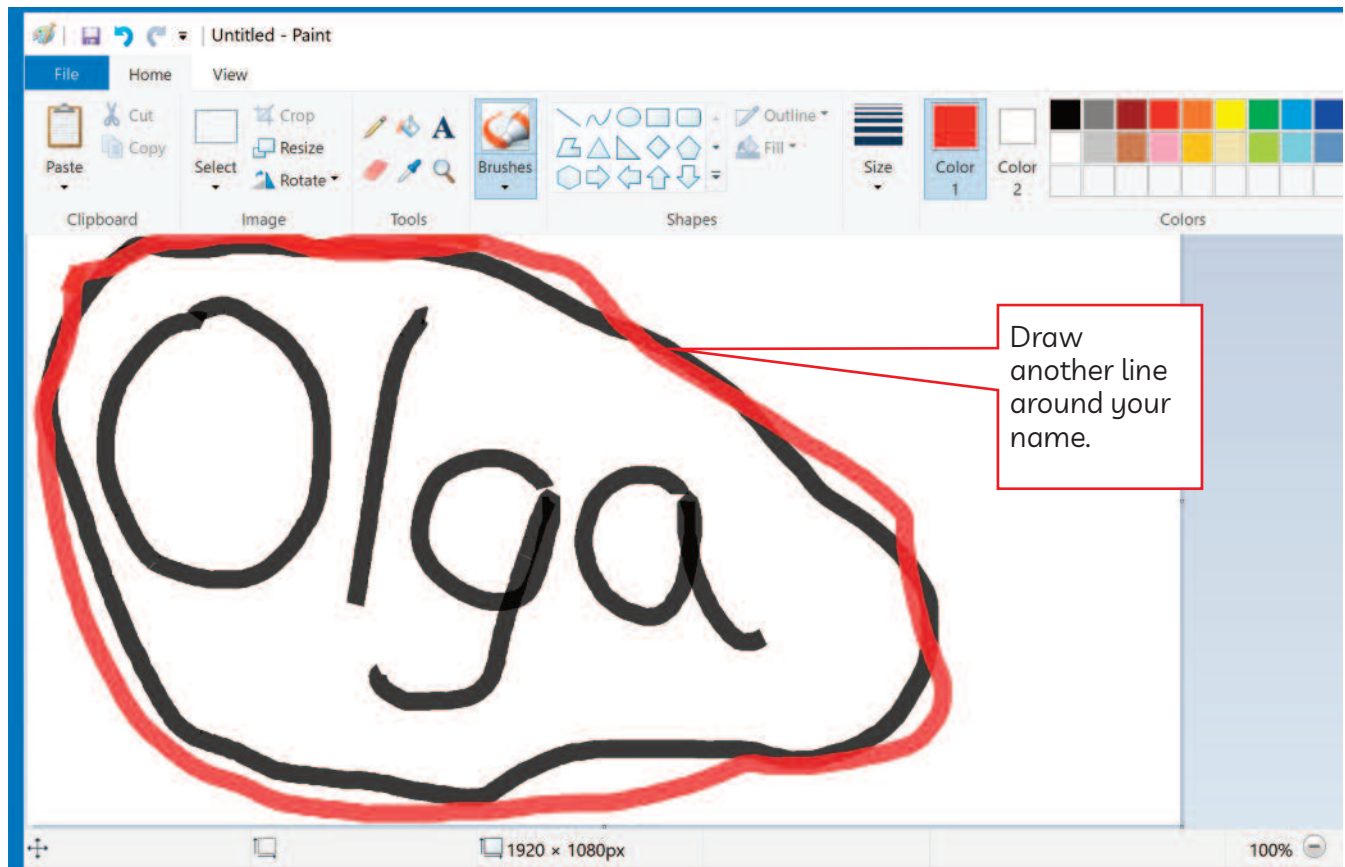 Untitled - Paint
File Home View
Cut Crop Outline
Copy Resize Fill
Paste Select Rotate A Brushes Size Color 1 Color 2
Clipboard Image Tools Shapes Colors
Olga
Draw
another line
around your
name.
1920 × 1080px 100%